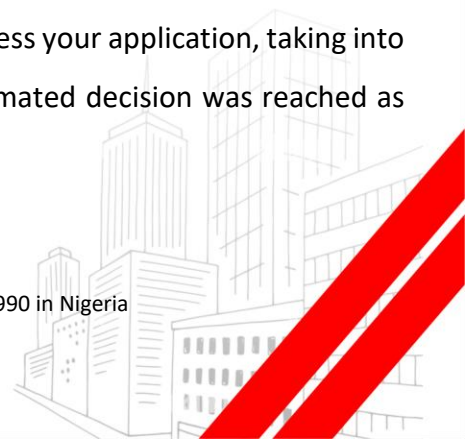 ess your application, taking into
mated decision was reached as
990 in Nigeria